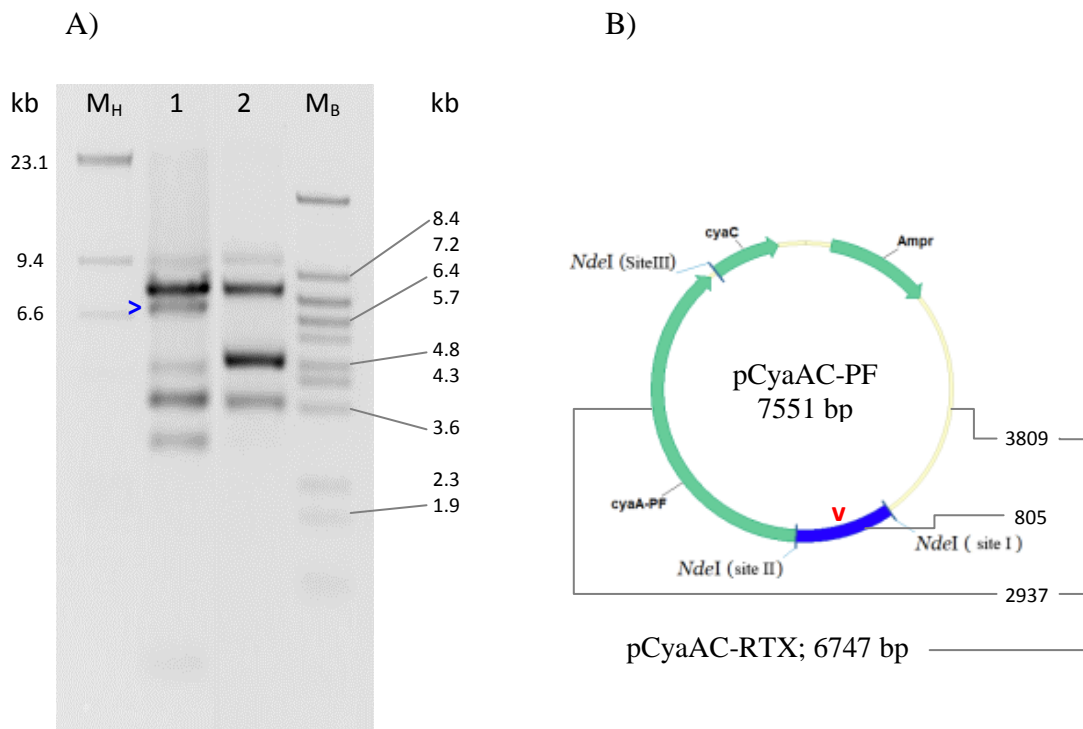 A)
B)
kb M_H 1 2 M_B kb
23.1
9.4
6.6
>
8.4
7.2
6.4
5.7
4.8
4.3
3.6
2.3
1.9
cyaC
Ampr
NdeI (SiteIII)
pCyaAC-PF
7551 bp
3809
cyaA-PF
v
805
NdeI ( site I )
NdeI (site II)
2937
pCyaAC-RTX; 6747 bp